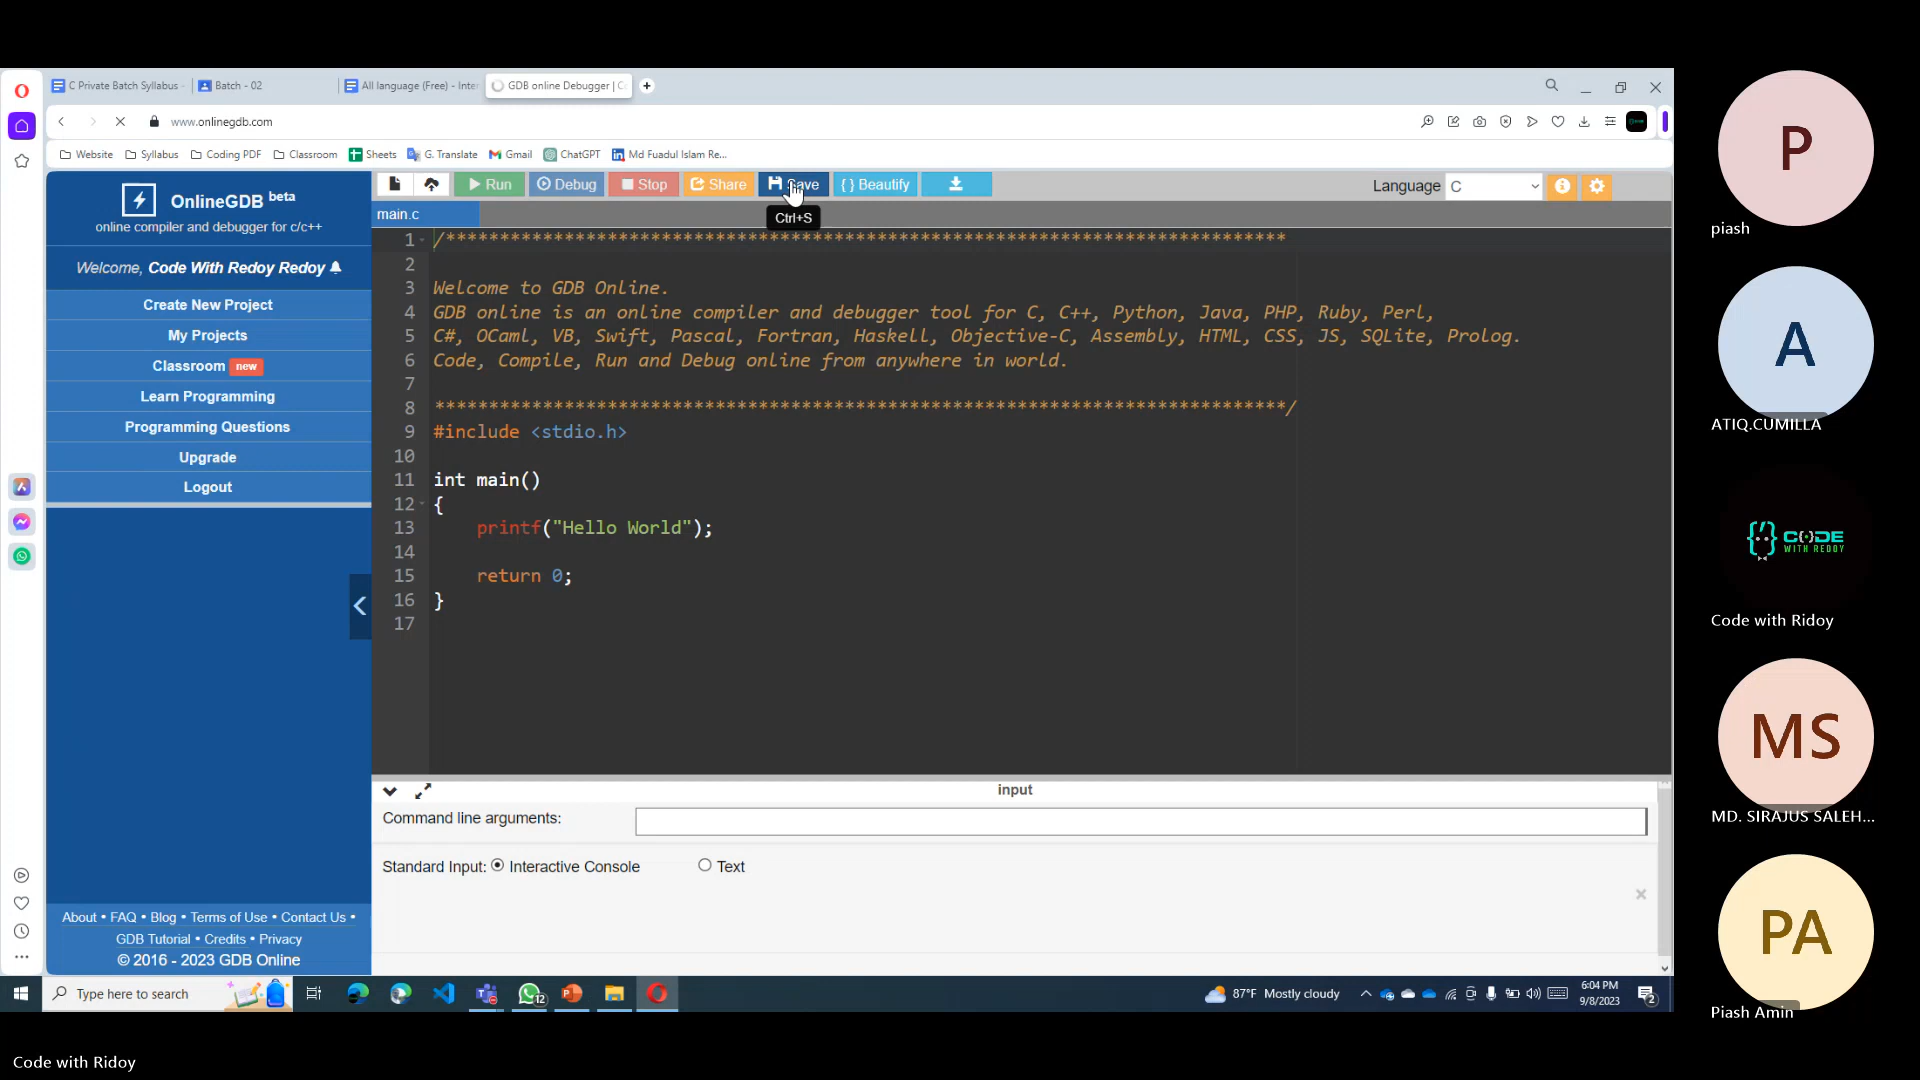 C Private Batch Syllabus
Batch - 02
All language (Free) - Inte
GDB online Debugger | C
www.onlinegdb.com
Website
Syllabus
Coding PDF
Classroom
Sheets
G. Translate
Gmail
ChatGPT
Md Fuadul Islam Re...
OnlineGDB beta
online compiler and debugger for c/c++
Welcome, Code With Redoy Redoy
Create New Project
My Projects
Classroom new
Learn Programming
Programming Questions
Upgrade
Logout
About • FAQ • Blog • Terms of Use • Contact Us •
GDB Tutorial • Credits • Privacy
© 2016 - 2023 GDB Online
Run
Debug
Stop
Share
Save
{ } Beautify
Language C
Ctrl+S
main.c
1 /******************************************************************************
2
3 Welcome to GDB Online.
4 GDB online is an online compiler and debugger tool for C, C++, Python, Java, PHP, Ruby, Perl,
5 C#, OCaml, VB, Swift, Pascal, Fortran, Haskell, Objective-C, Assembly, HTML, CSS, JS, SQLite, Prolog.
6 Code, Compile, Run and Debug online from anywhere in world.
7
8 *******************************************************************************/
9 #include <stdio.h>
10
11 int main()
12 {
13 printf("Hello World");
14
15 return 0;
16 }
17
input
Command line arguments:
Standard Input: Interactive Console Text
Type here to search
12
87°F Mostly cloudy
6:04 PM
9/8/2023
2
P
piash
A
ATIQ.CUMILLA
CODE
WITH REDOY
Code with Ridoy
MS
MD. SIRAJUS SALEH...
PA
Piash Amin
Code with Ridoy